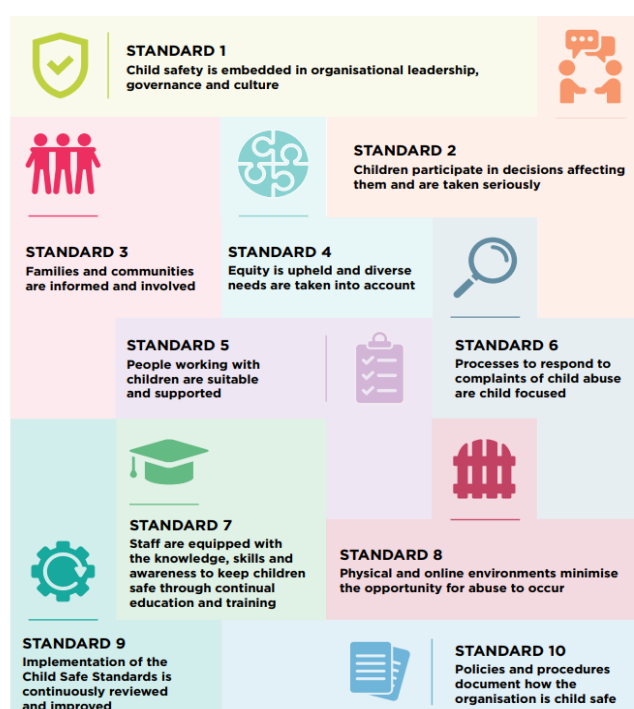 STANDARD 1
Child safety is embedded in organisational leadership,
governance and culture
STANDARD 2
Children participate in decisions affecting
them and are taken seriously
STANDARD 3
Families and communities
are informed and involved
STANDARD 4
Equity is upheld and diverse
needs are taken into account
STANDARD 5
People working with
children are suitable
and supported
STANDARD 6
Processes to respond to
complaints of child abuse
are child focused
STANDARD 7
Staff are equipped with
the knowledge, skills and
awareness to keep children
safe through continual
education and training
STANDARD 8
Physical and online environments minimise
the opportunity for abuse to occur
STANDARD 9
Implementation of the
Child Safe Standards is
continuously reviewed
and improved
STANDARD 10
Policies and procedures
document how the
organisation is child safe